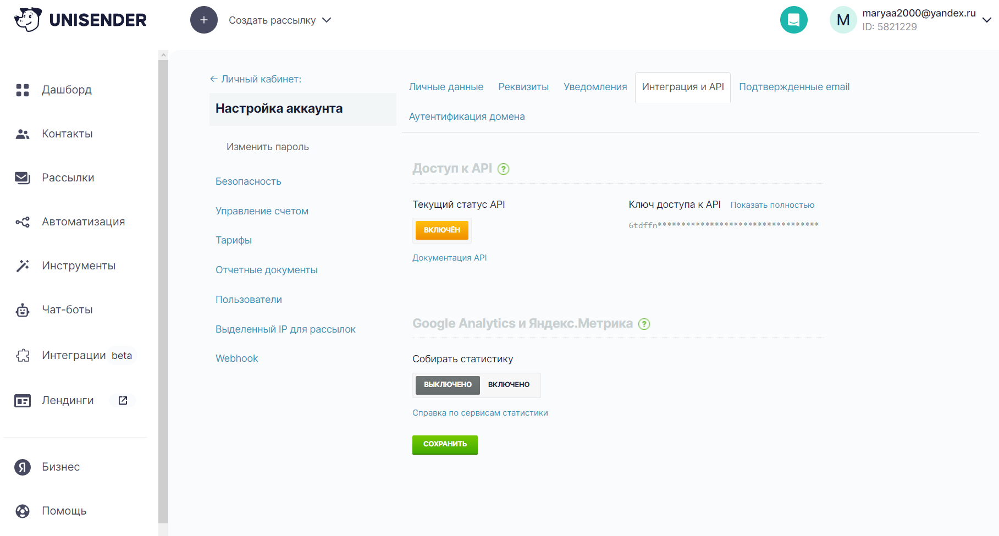 UNISENDER
Создать рассылку
M
maryaa2000@yandex.ru
ID: 5821229
Дашборд
Контакты
Рассылки
Автоматизация
Инструменты
Чат-боты
Интеграции beta
Лендинги
Я Бизнес
Помощь
← Личный кабинет:
Настройка аккаунта
Изменить пароль
Безопасность
Управление счетом
Тарифы
Отчетные документы
Пользователи
Выделенный IP для рассылок
Webhook
Личные данные Реквизиты Уведомления Интеграция и API Подтвержденные email
Аутентификация домена
Доступ к API ?
Текущий статус API
ВКЛЮЧЁН
Документация API
Ключ доступа к API Показать полностью
6tdffn**********************************
Google Analytics и Яндекс.Метрика ?
Собирать статистику
ВЫКЛЮЧЕНО ВКЛЮЧЕНО
Справка по сервисам статистики
СОХРАНИТЬ